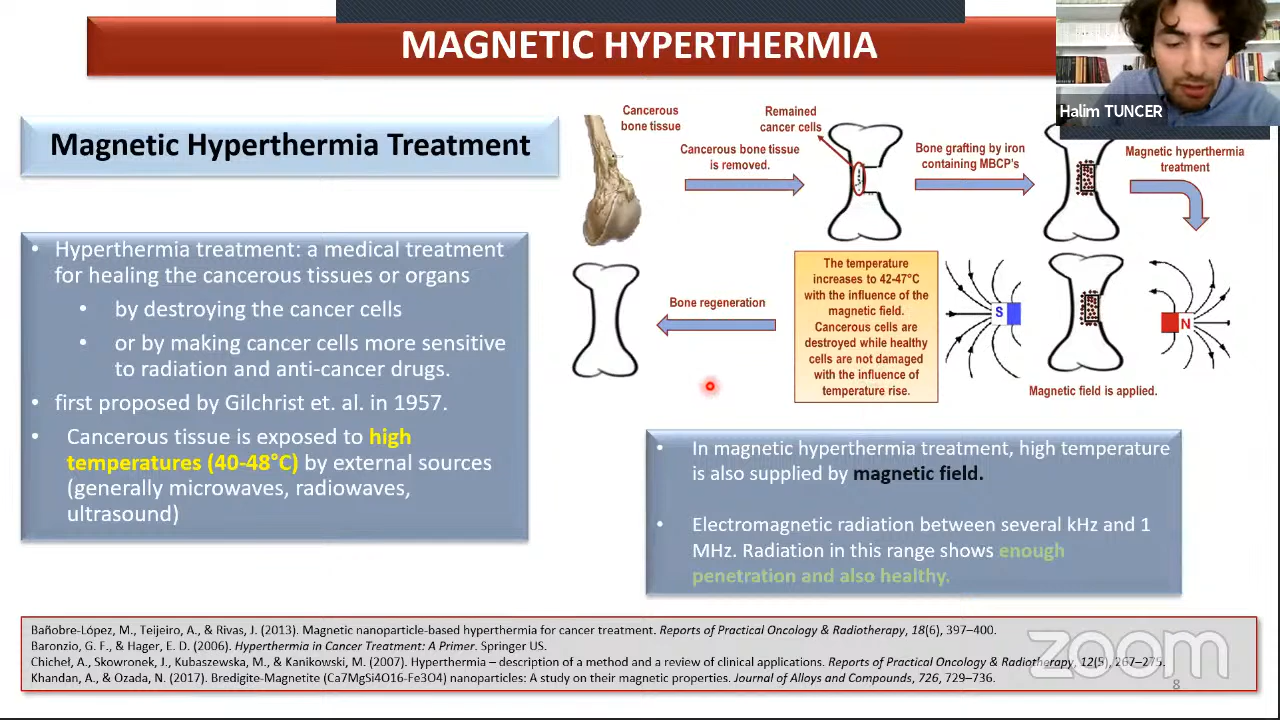 MAGNETIC HYPERTHERMIA
Halim TUNCER
Magnetic Hyperthermia Treatment
• Hyperthermia treatment: a medical treatment
for healing the cancerous tissues or organs
• by destroying the cancer cells
• or by making cancer cells more sensitive
to radiation and anti-cancer drugs.
• first proposed by Gilchrist et. al. in 1957.
• Cancerous tissue is exposed to high
temperatures (40-48°C) by external sources
(generally microwaves, radiowaves,
ultrasound)
Cancerous
bone tissue
Cancerous bone tissue
is removed.
Remained
cancer cells
Bone grafting by iron
containing MBCP's
Magnetic hyperthermia
treatment
S
N
Magnetic field is applied.
The temperature
increases to 42-47°C
with the influence of the
magnetic field.
Cancerous cells are
destroyed while healthy
cells are not damaged
with the influence of
temperature rise.
Bone regeneration
• In magnetic hyperthermia treatment, high temperature
is also supplied by magnetic field.
• Electromagnetic radiation between several kHz and 1
MHz. Radiation in this range shows enough
penetration and also healthy.
Bañobre-López, M., Teijeiro, A., & Rivas, J. (2013). Magnetic nanoparticle-based hyperthermia for cancer treatment. Reports of Practical Oncology & Radiotherapy, 18(6), 397–400.
Baronzio, G. F., & Hager, E. D. (2006). Hyperthermia in Cancer Treatment: A Primer. Springer US.
Chicheł, A., Skowronek, J., Kubaszewska, M., & Kanikowski, M. (2007). Hyperthermia – description of a method and a review of clinical applications. Reports of Practical Oncology & Radiotherapy, 12(5), 267–275.
Khandan, A., & Ozada, N. (2017). Bredigite-Magnetite (Ca7MgSi4O16-Fe3O4) nanoparticles: A study on their magnetic properties. Journal of Alloys and Compounds, 726, 729–736.
zoom
8